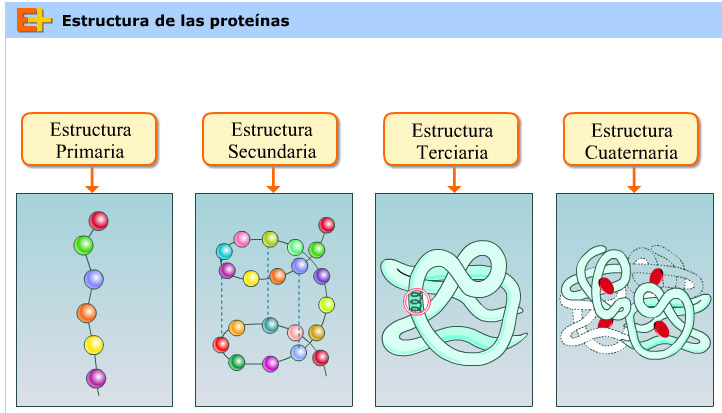 E+ Estructura de las proteínas
Estructura
Primaria
Estructura
Secundaria
Estructura
Terciaria
Estructura
Cuaternaria